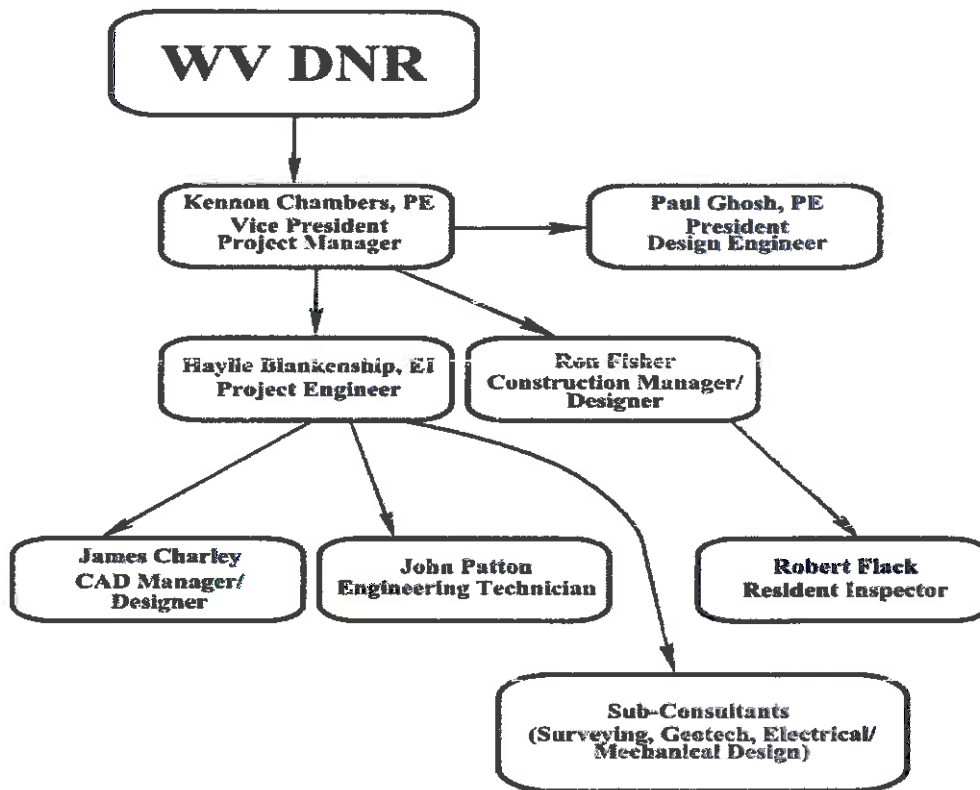 WV DNR
Kennon Chambers, PE
Vice President
Project Manager
Paul Ghosh, PE
President
Design Engineer
Haylie Blankenship, EI
Project Engineer
Ron Fisher
Construction Manager/
Designer
James Charley
CAD Manager/
Designer
John Patton
Engineering Technician
Robert Flack
Resident Inspector
Sub-Consultants
(Surveying, Geotech, Electrical/
Mechanical Design)